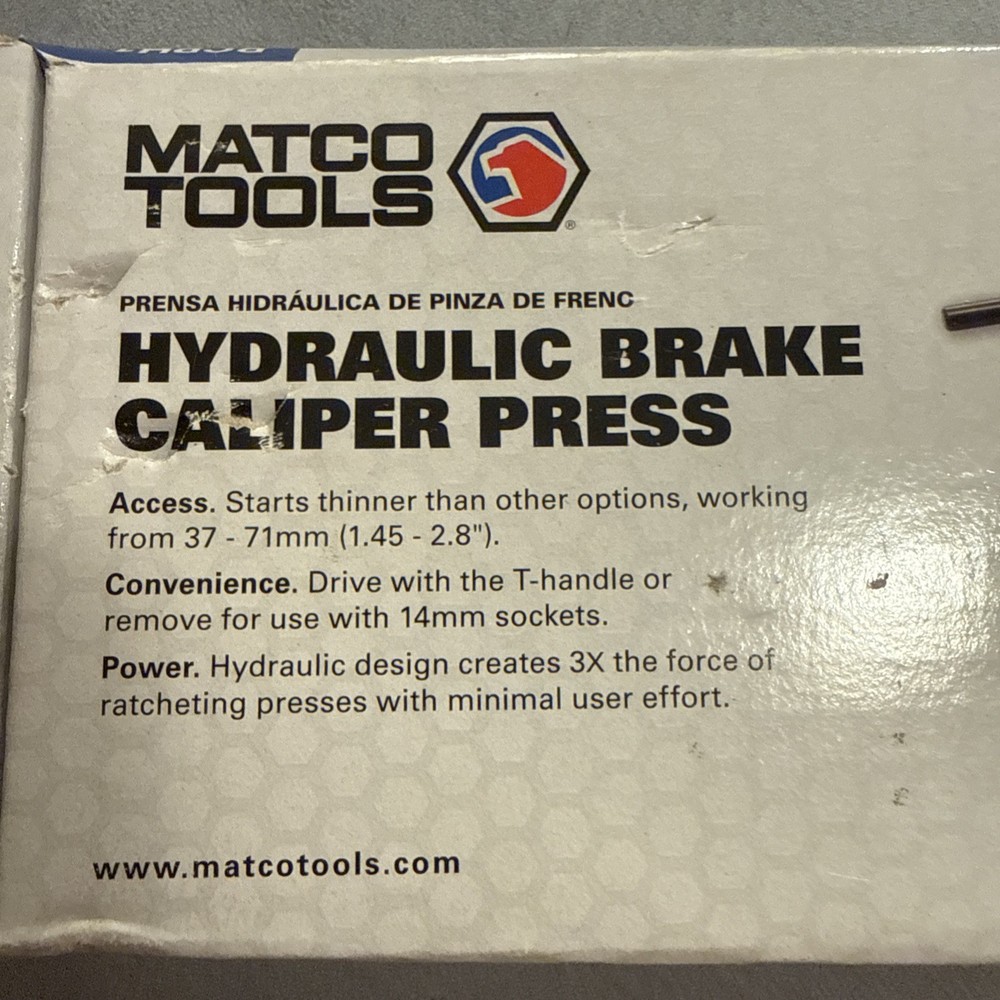 MATCO
TOOLS
®
PRENSA HIDRÁULICA DE PINZA DE FRENO
HYDRAULIC BRAKE
CALIPER PRESS
Access. Starts thinner than other options, working
from 37 - 71mm (1.45 - 2.8").
Convenience. Drive with the T-handle or
remove for use with 14mm sockets.
Power. Hydraulic design creates 3X the force of
ratcheting presses with minimal user effort.
www.matcotools.com